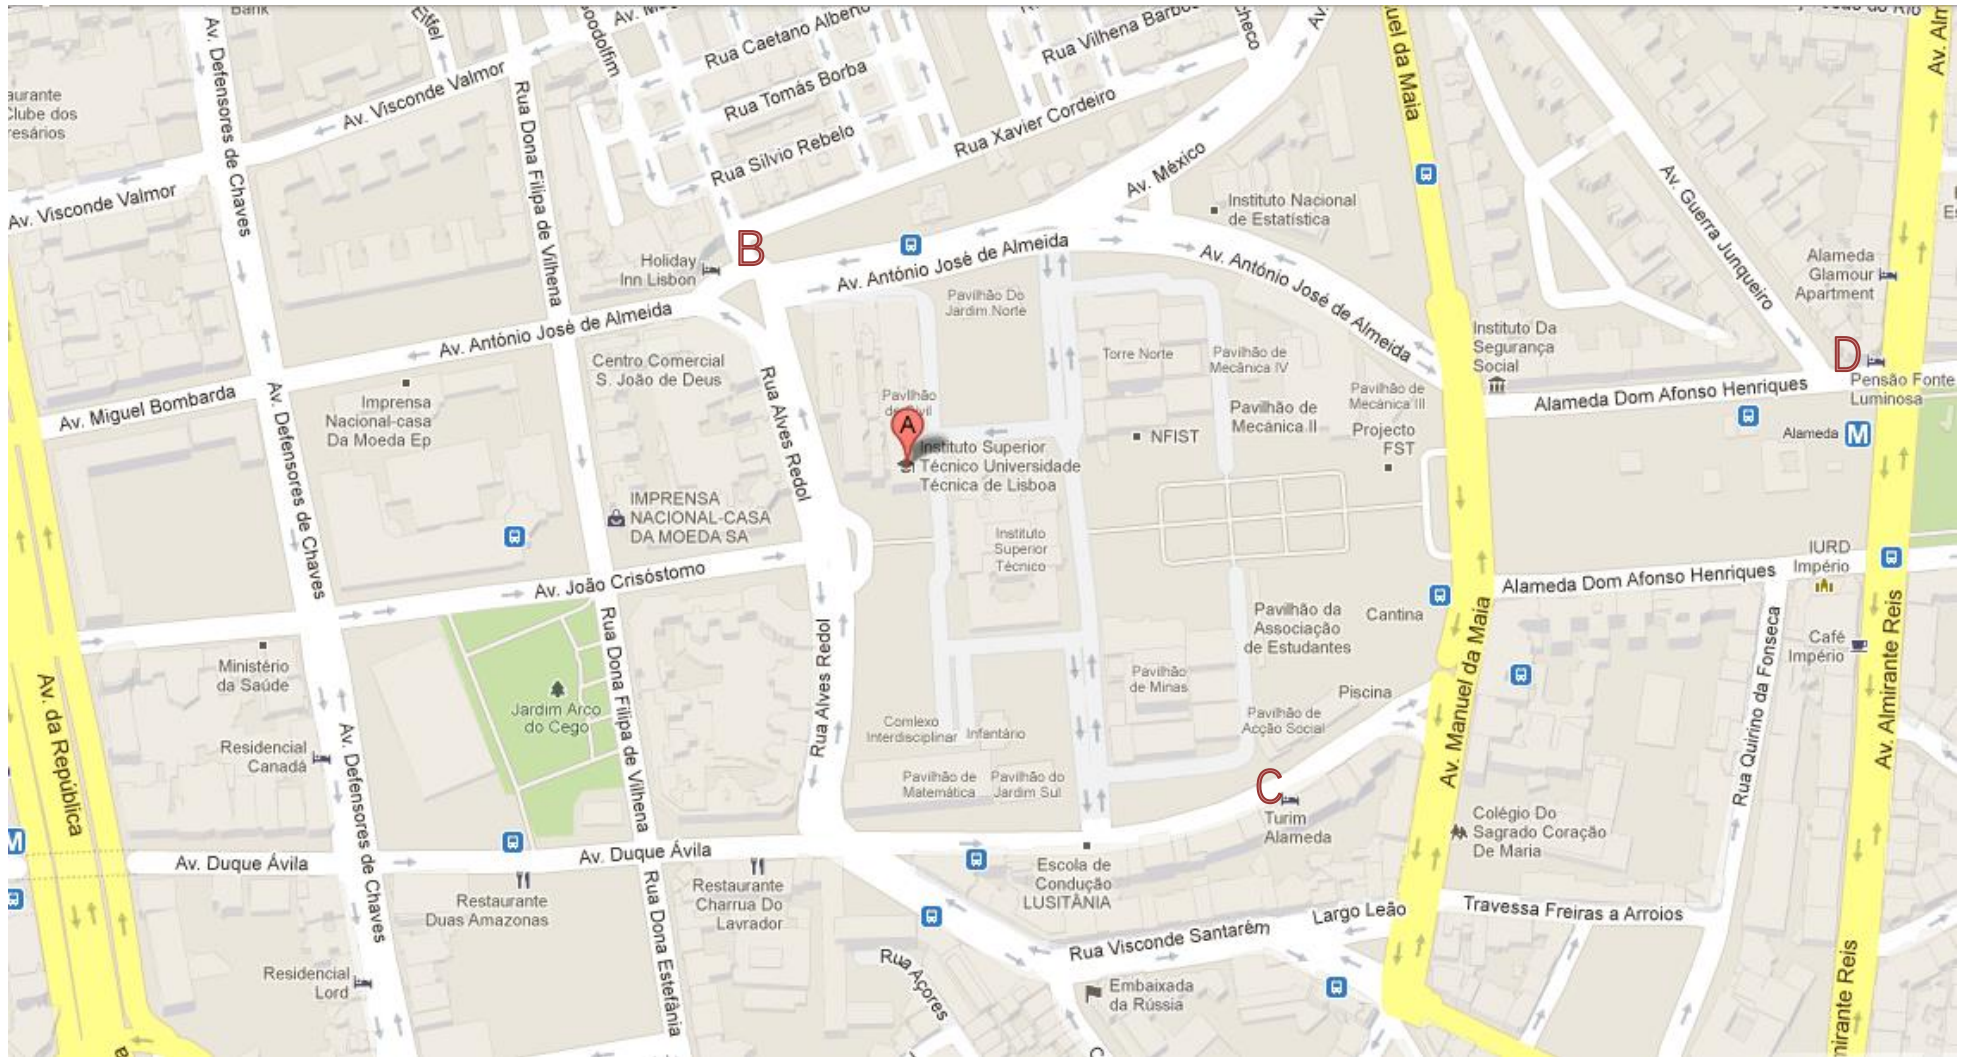 Bank
Av. Defensores de Chaves
Eiffel
Av. Visconde Valmor
Rua Dona Filipa de Vilhena
Rua Caetano Alberto
Rua Tomás Borba
Rua Silvio Rebelo
Rua Xavier Cordeiro
Av. México
Av. Visconde Valmor
B
Holiday
Inn Lisbon
Av. António José de Almeida
Instituto Nacional
de Estatística
Av. António José de Almeida
Av. Guerra Junqueiro
Alameda
Glamour
Apartment
Av. António José de Almeida
Pavilhão Do
Jardim Norte
Instituto Da
Segurança
Social
D
Pensão Fonte
Luminosa
Av. Miguel Bombarda
Imprensa
Nacional-casa
Da Moeda Ep
Centro Comercial
S. João de Deus
Rua Alves Redol
Pavilhão
de Civil
A
Instituto Superior
Técnico Universidade
Técnica de Lisboa
Torre Norte
Pavilhão de
Mecânica IV
Pavilhão de
Mecânica II
Pavilhão de
Mecânica III
Projecto
FST
NFIST
Alameda Dom Afonso Henriques
Alameda
M
Av. Defensores de Chaves
IMPRENSA
NACIONAL-CASA
DA MOEDA SA
Instituto
Superior
Técnico
Av. João Crisóstomo
IURD
Império
Alameda Dom Afonso Henriques
Ministério
da Saúde
Rua Dona Filipa de Vilhena
Rua Alves Redol
Pavilhão da
Associação
de Estudantes
Cantina
Café
Império
Av. da República
Jardim Arco
do Cego
Pavilhão
de Minas
Piscina
Av. Manuel da Maia
Rua Quirino da Fonseca
Av. Almirante Reis
Residencial
Canadá
Av. Defensores de Chaves
Comlexo
Interdisciplinar
Infantário
Pavilhão de
Acção Social
Pavilhão de
Matemática
Pavilhão do
Jardim Sul
C
Turim
Alameda
Colégio Do
Sagrado Coração
De Maria
M
Av. Duque Ávila
Av. Duque Ávila
Restaurante
Duas Amazonas
Rua Dona Estefânia
Restaurante
Charrua Do
Lavrador
Escola de
Condução
LUSITÂNIA
Largo Leão
Travessa Freiras a Arroios
Rua Visconde Santarém
Residencial
Lord
Rua Açores
Embaixada
da Rússia